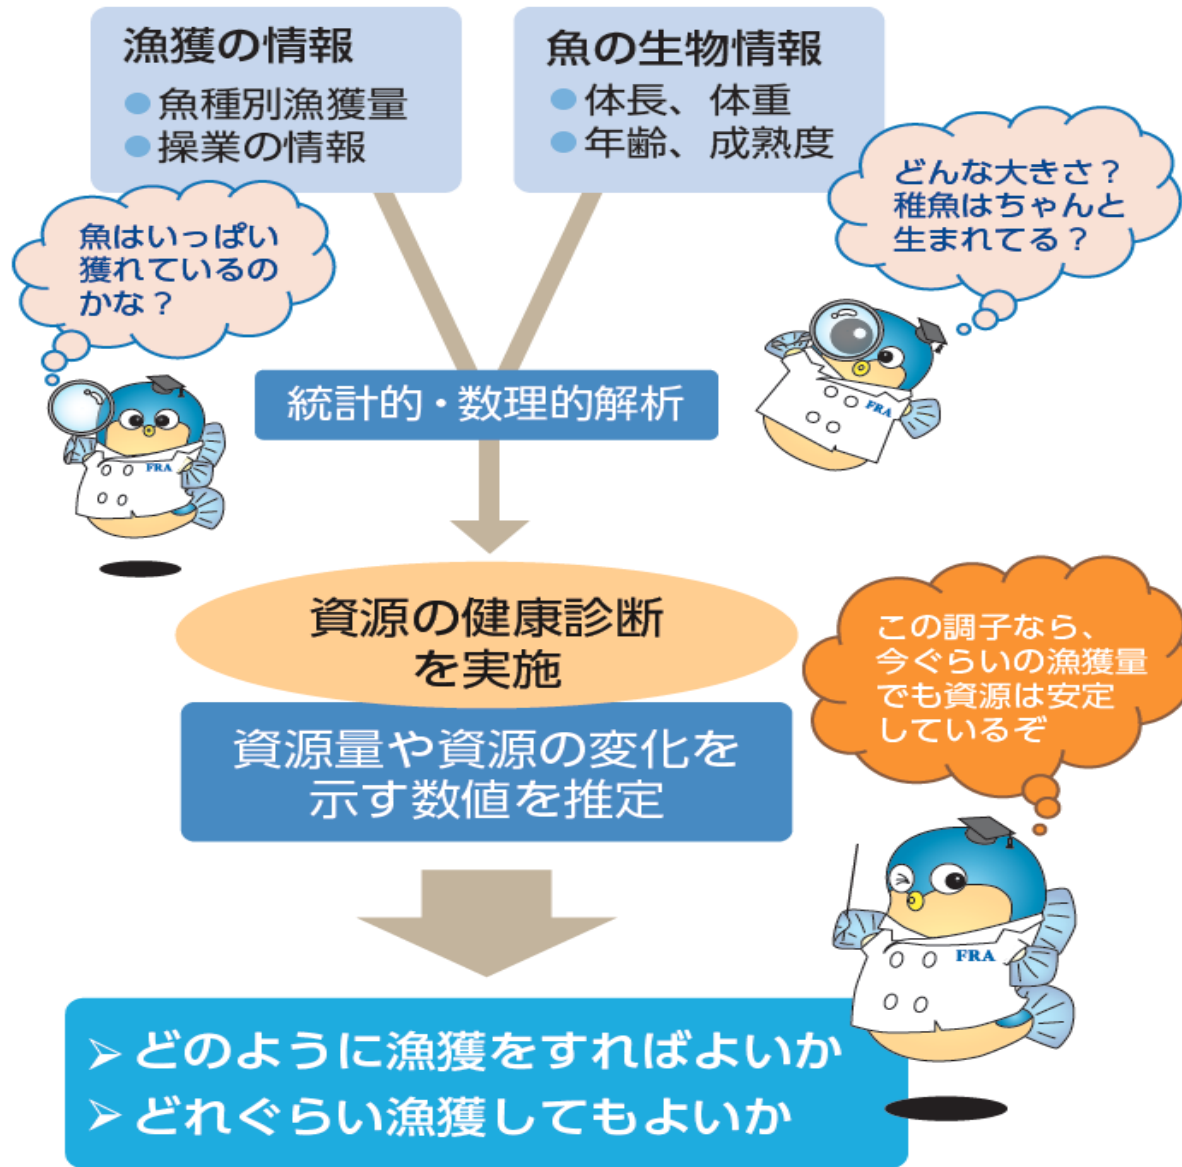 漁獲の情報
● 魚種別漁獲量
● 操業の情報
魚の生物情報
● 体長、体重
● 年齢、成熟度
魚はいっぱい
獲れているの
かな？
どんな大きさ？
稚魚はちゃんと
生まれてる？
統計的・数理的解析
FRA
FRA
資源の健康診断
を実施
資源量や資源の変化を
示す数値を推定
この調子なら、
今ぐらいの漁獲量
でも資源は安定
しているぞ
FRA
➢ どのように漁獲をすればよいか
➢ どれぐらい漁獲してもよいか